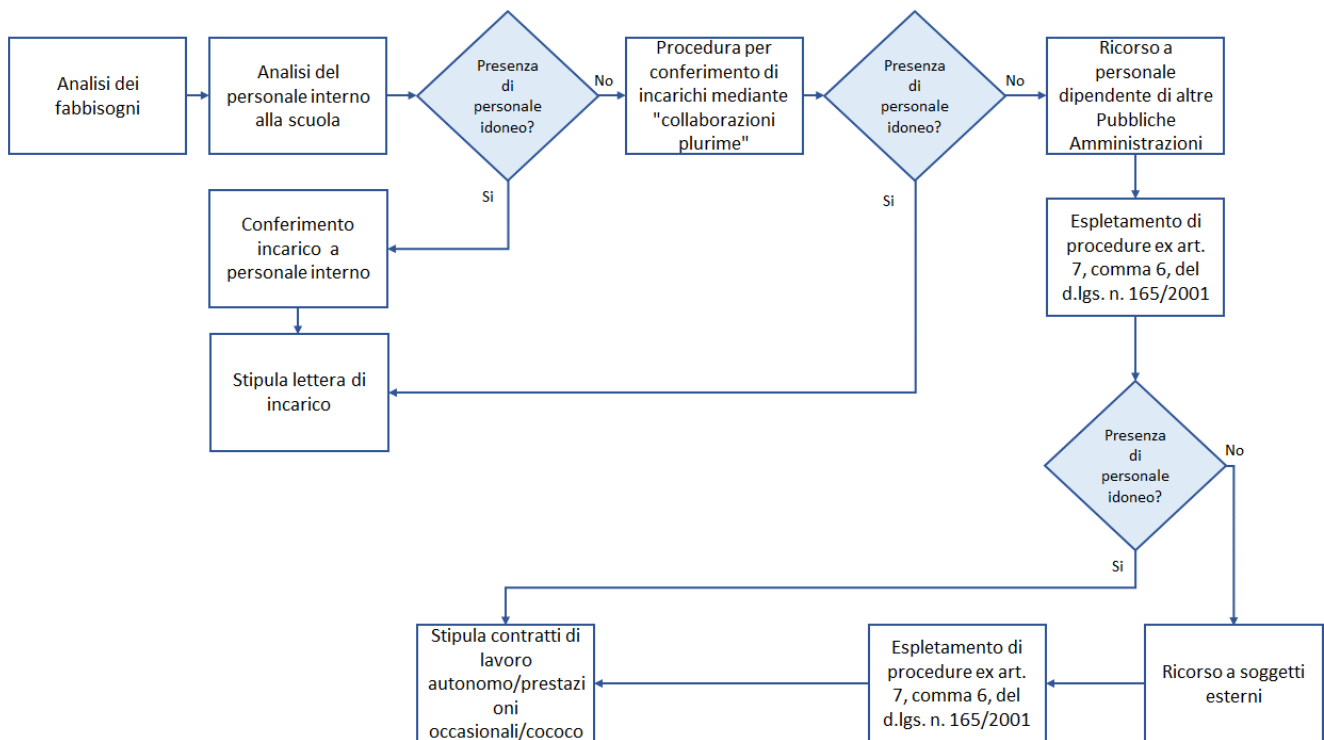 Analisi dei
fabbisogni
Analisi del
personale interno
alla scuola
Presenza
di
personale
idoneo?
No
Procedura per
conferimento di
incarichi mediante
"collaborazioni
plurime"
Presenza
di
personale
idoneo?
No
Ricorso a
personale
dipendente di altre
Pubbliche
Amministrazioni
Si
Si
Conferimento
incarico a
personale interno
Espletamento di
procedure ex art.
7, comma 6, del
d.lgs. n. 165/2001
Stipula lettera di
incarico
Presenza
di
personale
idoneo?
No
Si
Stipula contratti di
lavoro
autonomo/prestazi
oni
occasionali/cococo
Espletamento di
procedure ex art.
7, comma 6, del
d.lgs. n. 165/2001
Ricorso a soggetti
esterni